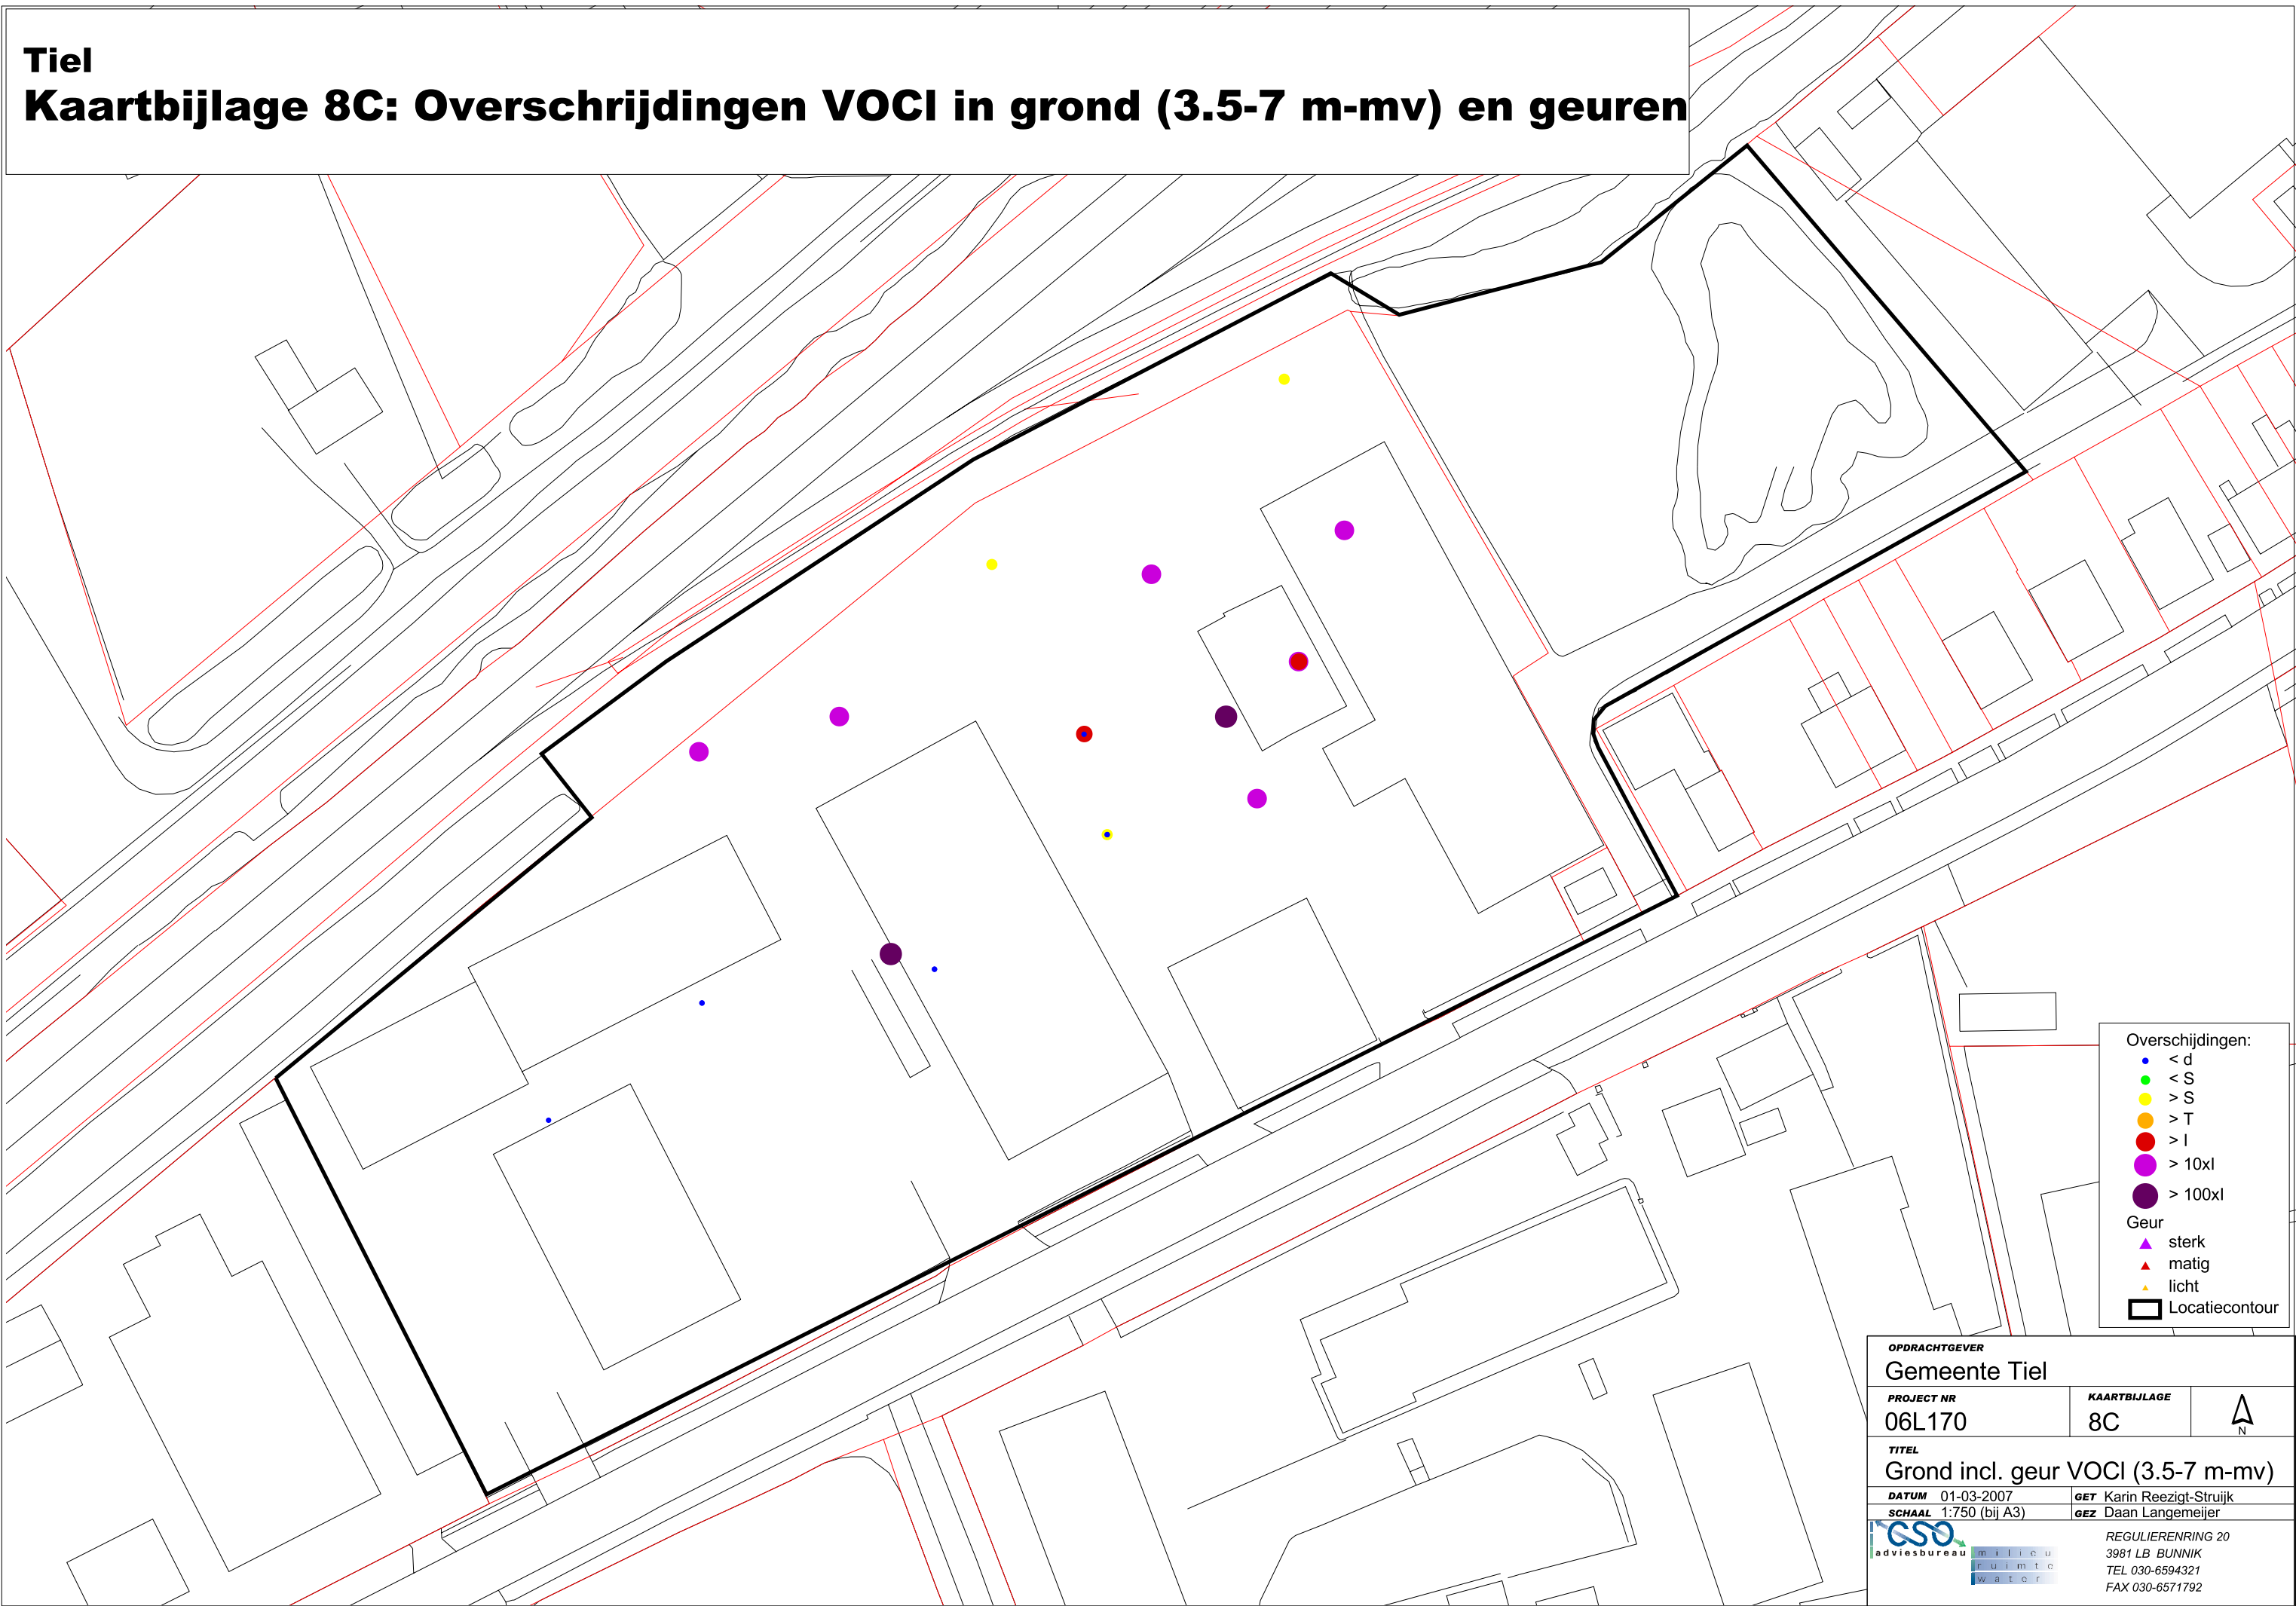 Tiel
Kaartbijlage 8C: Overschrijdingen VOCl in grond (3.5-7 m-mv) en geuren
Overschijdingen:
< d
< S
> S
> T
> I
> 10xI
> 100xI
Geur
sterk
matig
licht
Locatiecontour
OPDRACHTGEVER
Gemeente Tiel
PROJECT NR
06L170
KAARTBIJLAGE
8C
N
TITEL
Grond incl. geur VOCl (3.5-7 m-mv)
DATUM 01-03-2007
GET Karin Reezigt-Struijk
SCHAAL 1:750 (bij A3)
GEZ Daan Langemeijer
CSO
adviesbureau
milieu
ruimte
water
REGULIERENRING 20
3981 LB BUNNIK
TEL 030-6594321
FAX 030-6571792